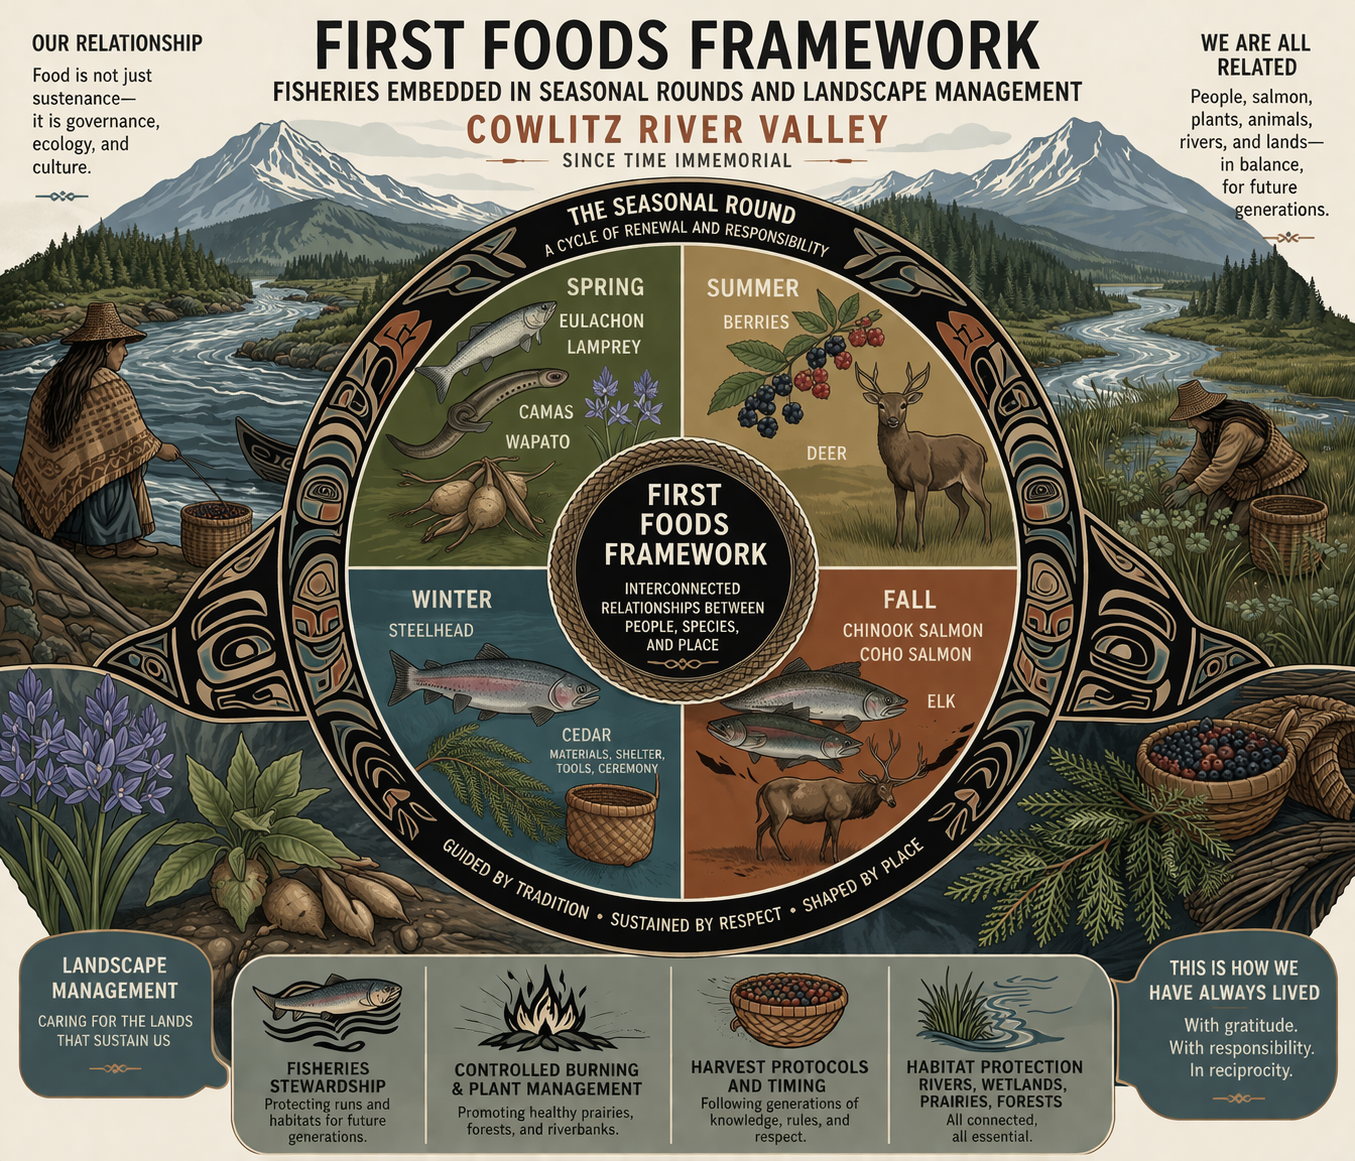 OUR RELATIONSHIP
Food is not just
sustenance—
it is governance,
ecology, and
culture.
FIRST FOODS FRAMEWORK
FISHERIES EMBEDDED IN SEASONAL ROUNDS AND LANDSCAPE MANAGEMENT
COWLITZ RIVER VALLEY
SINCE TIME IMMEMORIAL
WE ARE ALL
RELATED
People, salmon,
plants, animals,
rivers, and lands—
in balance,
for future
generations.
THE SEASONAL ROUND
A CYCLE OF RENEWAL AND RESPONSIBILITY
SPRING
EULACHON
LAMPREY
CAMAS
WAPATO
SUMMER
BERRIES
DEER
FIRST
FOODS
FRAMEWORK
INTERCONNECTED
RELATIONSHIPS BETWEEN
PEOPLE, SPECIES,
AND PLACE
WINTER
STEELHEAD
CEDAR
MATERIALS, SHELTER,
TOOLS, CEREMONY
FALL
CHINOOK SALMON
COHO SALMON
ELK
GUIDED BY TRADITION • SUSTAINED BY RESPECT • SHAPED BY PLACE
LANDSCAPE
MANAGEMENT
CARING FOR THE LANDS
THAT SUSTAIN US
FISHERIES
STEWARDSHIP
Protecting runs and
habitats for future
generations.
CONTROLLED BURNING
& PLANT MANAGEMENT
Promoting healthy prairies,
forests, and riverbanks.
HARVEST PROTOCOLS
AND TIMING
Following generations of
knowledge, rules, and
respect.
HABITAT PROTECTION
RIVERS, WETLANDS,
PRAIRIES, FORESTS
All connected,
all essential.
THIS IS HOW WE
HAVE ALWAYS LIVED
With gratitude.
With responsibility.
In reciprocity.